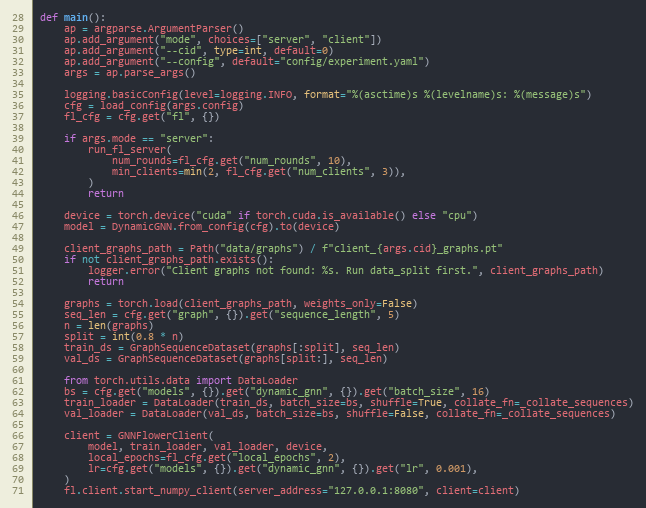 28 def main():
29     ap = argparse.ArgumentParser()
30     ap.add_argument("mode", choices=["server", "client"])
31     ap.add_argument("--cid", type=int, default=0)
32     ap.add_argument("--config", default="config/experiment.yaml")
33     args = ap.parse_args()
34
35     logging.basicConfig(level=logging.INFO, format="%(asctime)s %(levelname)s: %(message)s")
36     cfg = load_config(args.config)
37     fl_cfg = cfg.get("fl", {})
38
39     if args.mode == "server":
40         run_fl_server(
41             num_rounds=fl_cfg.get("num_rounds", 10),
42             min_clients=min(2, fl_cfg.get("num_clients", 3)),
43         )
44         return
45
46     device = torch.device("cuda" if torch.cuda.is_available() else "cpu")
47     model = DynamicGNN.from_config(cfg).to(device)
48
49     client_graphs_path = Path("data/graphs") / f"client_{args.cid}_graphs.pt"
50     if not client_graphs_path.exists():
51         logger.error("Client graphs not found: %s. Run data_split first.", client_graphs_path)
52         return
53
54     graphs = torch.load(client_graphs_path, weights_only=False)
55     seq_len = cfg.get("graph", {}).get("sequence_length", 5)
56     n = len(graphs)
57     split = int(0.8 * n)
58     train_ds = GraphSequenceDataset(graphs[:split], seq_len)
59     val_ds = GraphSequenceDataset(graphs[split:], seq_len)
60
61     from torch.utils.data import DataLoader
62     bs = cfg.get("models", {}).get("dynamic_gnn", {}).get("batch_size", 16)
63     train_loader = DataLoader(train_ds, batch_size=bs, shuffle=True, collate_fn=_collate_sequences)
64     val_loader = DataLoader(val_ds, batch_size=bs, shuffle=False, collate_fn=_collate_sequences)
65
66     client = GNNFlowerClient(
67         model, train_loader, val_loader, device,
68         local_epochs=fl_cfg.get("local_epochs", 2),
69         lr=cfg.get("models", {}).get("dynamic_gnn", {}).get("lr", 0.001),
70     )
71     fl.client.start_numpy_client(server_address="127.0.0.1:8080", client=client)